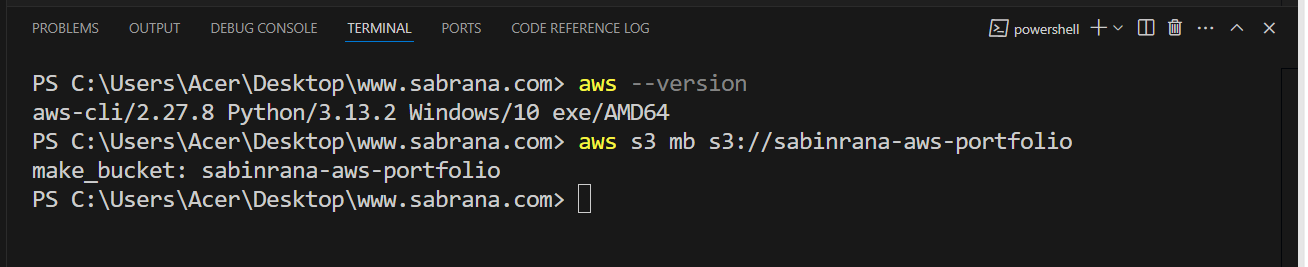 PROBLEMS OUTPUT DEBUG CONSOLE TERMINAL PORTS CODE REFERENCE LOG powershell
PS C:\Users\Acer\Desktop\www.sabrana.com> aws --version
aws-cli/2.27.8 Python/3.13.2 Windows/10 exe/AMD64
PS C:\Users\Acer\Desktop\www.sabrana.com> aws s3 mb s3://sabinrana-aws-portfolio
make_bucket: sabinrana-aws-portfolio
PS C:\Users\Acer\Desktop\www.sabrana.com>